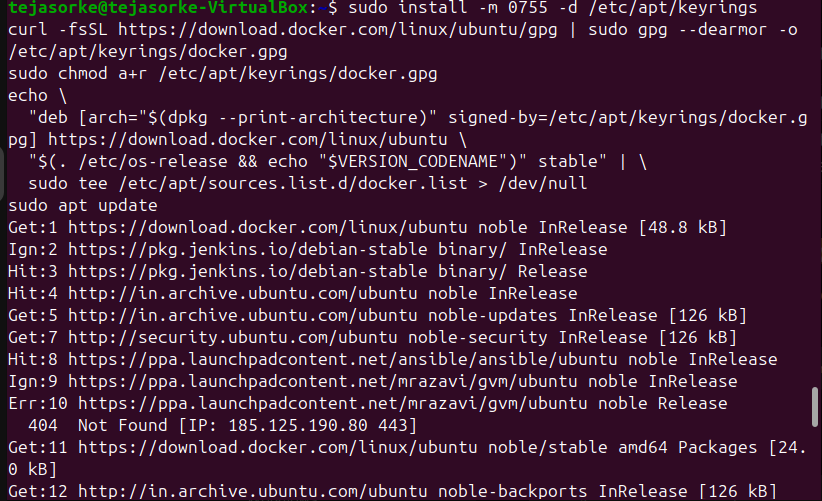 tejasorke@tejasorke-VirtualBox:~$ sudo install -m 0755 -d /etc/apt/keyrings
curl -fsSL https://download.docker.com/linux/ubuntu/gpg | sudo gpg --dearmor -o
/etc/apt/keyrings/docker.gpg
sudo chmod a+r /etc/apt/keyrings/docker.gpg
echo \
  "deb [arch="$(dpkg --print-architecture)" signed-by=/etc/apt/keyrings/docker.g
pg] https://download.docker.com/linux/ubuntu \
  "$(. /etc/os-release && echo "$VERSION_CODENAME")" stable" | \
  sudo tee /etc/apt/sources.list.d/docker.list > /dev/null
sudo apt update
Get:1 https://download.docker.com/linux/ubuntu noble InRelease [48.8 kB]
Ign:2 https://pkg.jenkins.io/debian-stable binary/ InRelease
Hit:3 https://pkg.jenkins.io/debian-stable binary/ Release
Hit:4 http://in.archive.ubuntu.com/ubuntu noble InRelease
Get:5 http://in.archive.ubuntu.com/ubuntu noble-updates InRelease [126 kB]
Get:7 http://security.ubuntu.com/ubuntu noble-security InRelease [126 kB]
Hit:8 https://ppa.launchpadcontent.net/ansible/ansible/ubuntu noble InRelease
Ign:9 https://ppa.launchpadcontent.net/mrazavi/gvm/ubuntu noble InRelease
Err:10 https://ppa.launchpadcontent.net/mrazavi/gvm/ubuntu noble Release
  404  Not Found [IP: 185.125.190.80 443]
Get:11 https://download.docker.com/linux/ubuntu noble/stable amd64 Packages [24.
0 kB]
Get:12 http://in.archive.ubuntu.com/ubuntu noble-backports InRelease [126 kB]